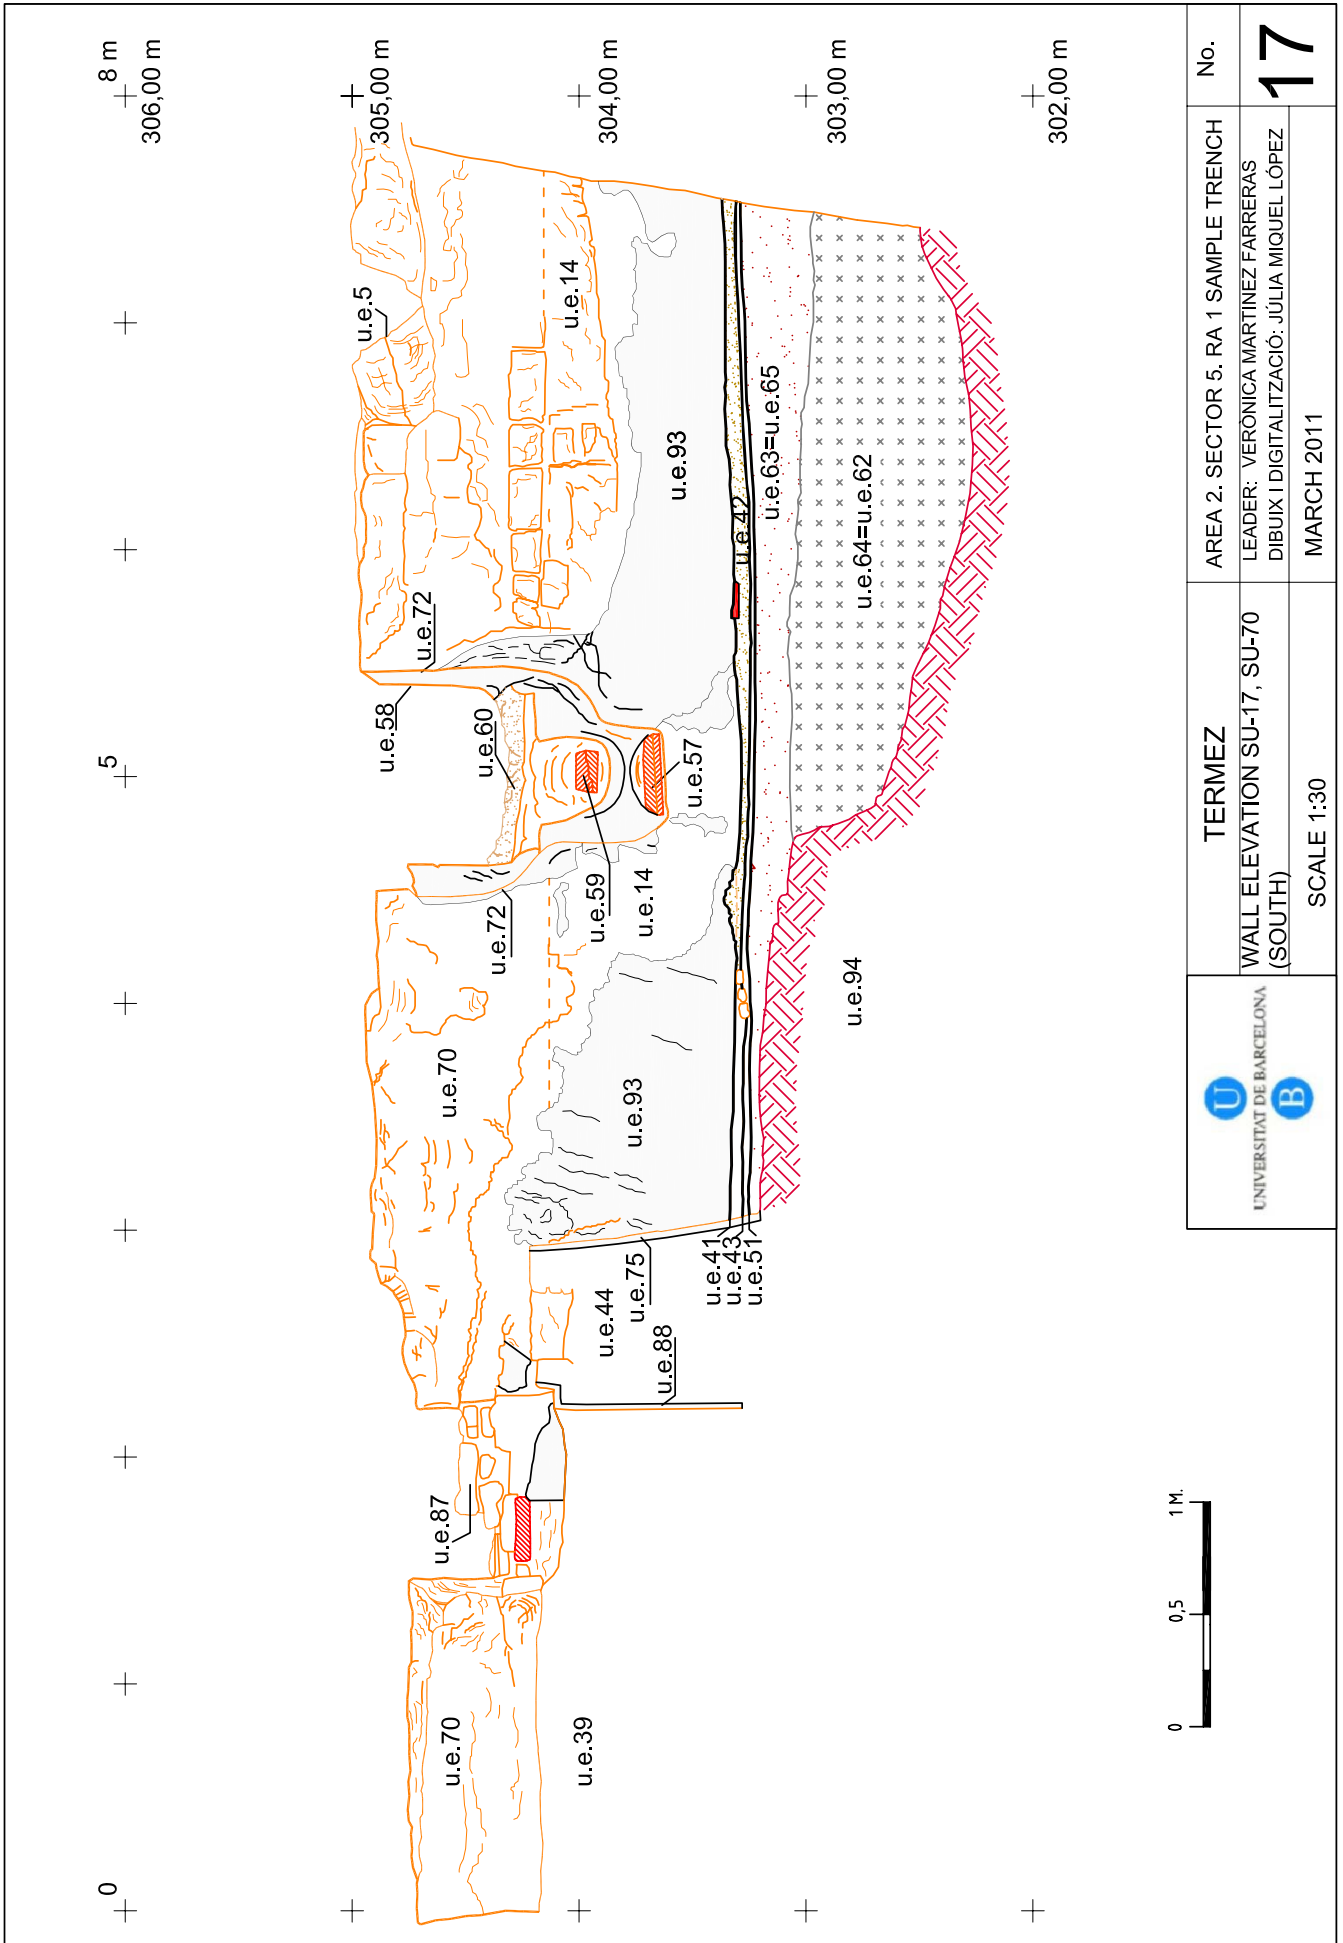 0
5
8 m
306,00 m
305,00 m
304,00 m
303,00 m
302,00 m
u.e.5
u.e.72
u.e.58
u.e.60
u.e.14
u.e.93
u.e.42
u.e.63=u.e.65
u.e.64=u.e.62
u.e.57
u.e.59
u.e.14
u.e.72
u.e.70
u.e.93
u.e.94
u.e.41
u.e.43
u.e.51
u.e.75
u.e.44
u.e.88
u.e.87
u.e.70
u.e.39
0
0,5
1 M.
UNIVERSITAT DE BARCELONA
U
B
TERMEZ
WALL ELEVATION SU-17, SU-70
(SOUTH)
SCALE 1:30
AREA 2. SECTOR 5. RA 1 SAMPLE TRENCH
LEADER: VERÒNICA MARTINEZ FARRERAS
DIBUIX I DIGITALITZACIÓ: JÚLIA MIQUEL LÓPEZ
MARCH 2011
No.
17